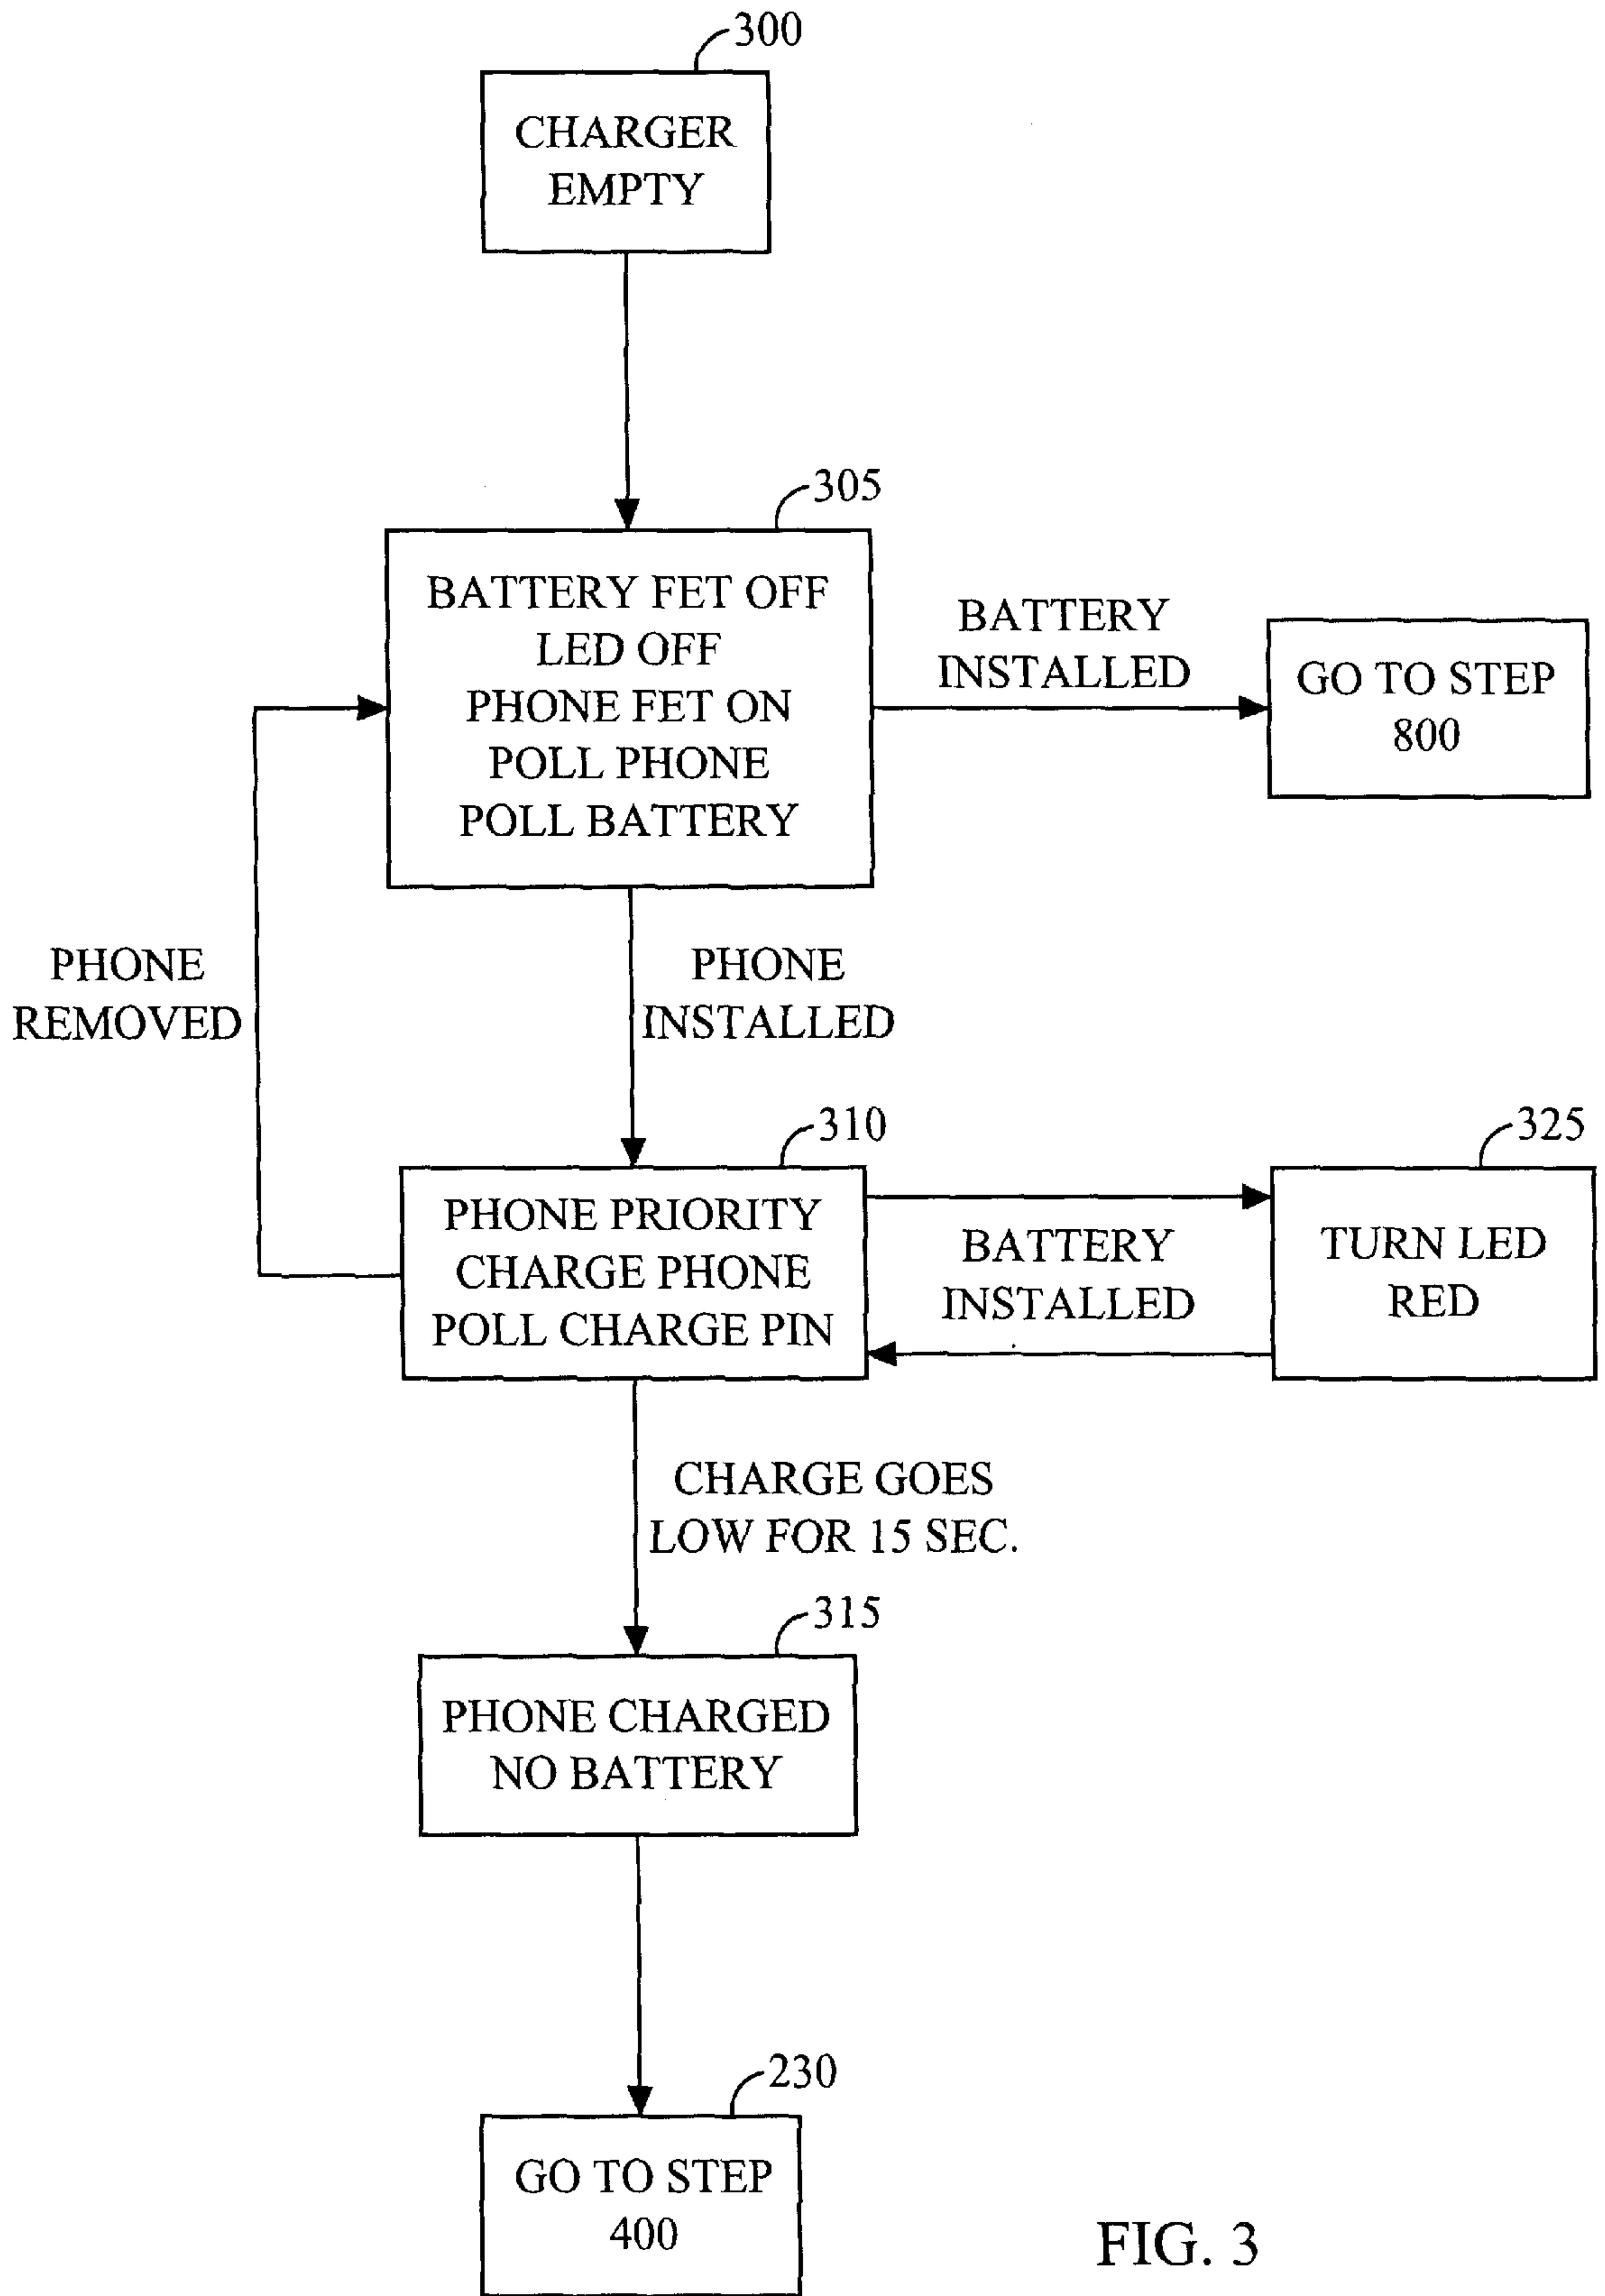 300
CHARGER
EMPTY
305
BATTERY FET OFF
LED OFF
PHONE FET ON
POLL PHONE
POLL BATTERY
BATTERY
INSTALLED
GO TO STEP
800
PHONE
REMOVED
PHONE
INSTALLED
310
PHONE PRIORITY
CHARGE PHONE
POLL CHARGE PIN
BATTERY
INSTALLED
325
TURN LED
RED
CHARGE GOES
LOW FOR 15 SEC.
315
PHONE CHARGED
NO BATTERY
230
GO TO STEP
400
FIG. 3